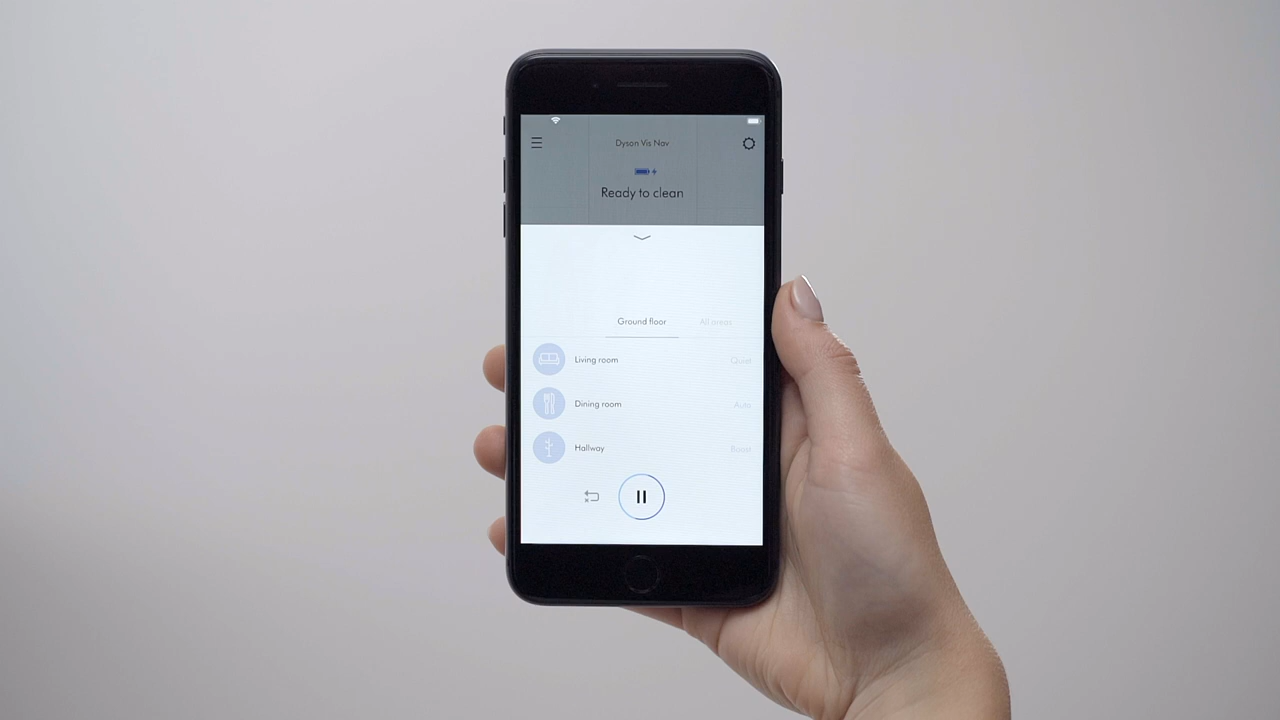 Dyson Vis Nav
Ready to clean
Ground floor All areas
Living room Quiet
Dining room Auto
Hallway Boost